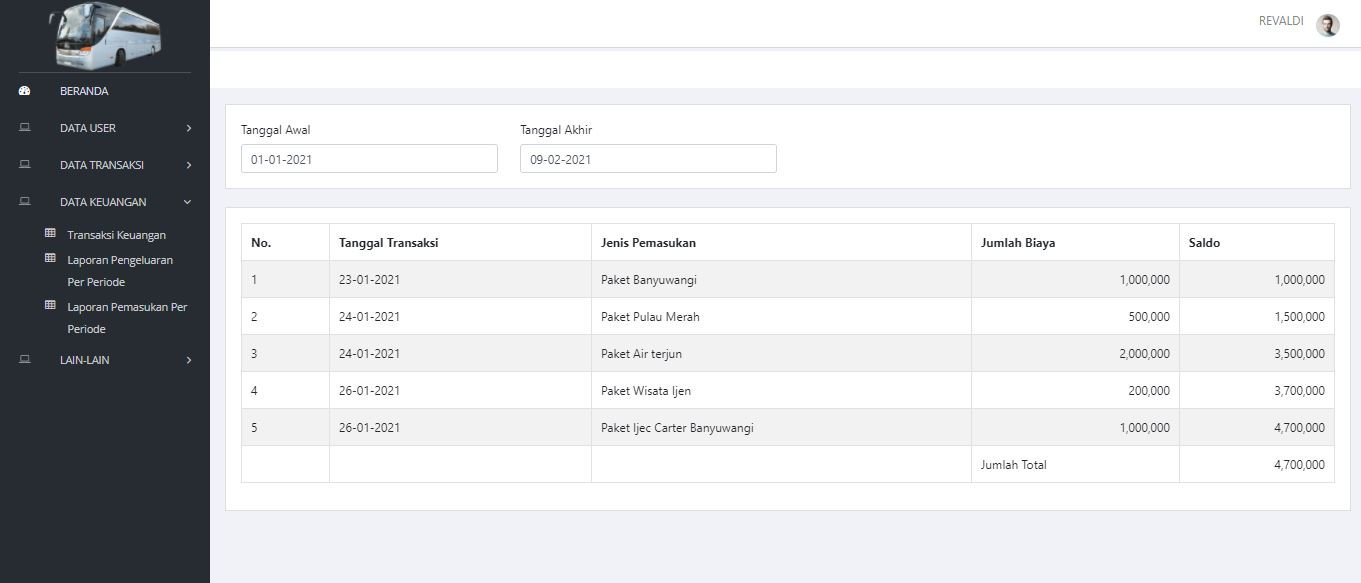 REVALDI
BERANDA
DATA USER
DATA TRANSAKSI
DATA KEUANGAN
Transaksi Keuangan
Laporan Pengeluaran
Per Periode
Laporan Pemasukan Per
Periode
LAIN-LAIN
Tanggal Awal Tanggal Akhir
01-01-2021 09-02-2021
No. Tanggal Transaksi Jenis Pemasukan Jumlah Biaya Saldo
1 23-01-2021 Paket Banyuwangi 1,000,000 1,000,000
2 24-01-2021 Paket Pulau Merah 500,000 1,500,000
3 24-01-2021 Paket Air terjun 2,000,000 3,500,000
4 26-01-2021 Paket Wisata Ijen 200,000 3,700,000
5 26-01-2021 Paket Ijec Carter Banyuwangi 1,000,000 4,700,000
Jumlah Total 4,700,000